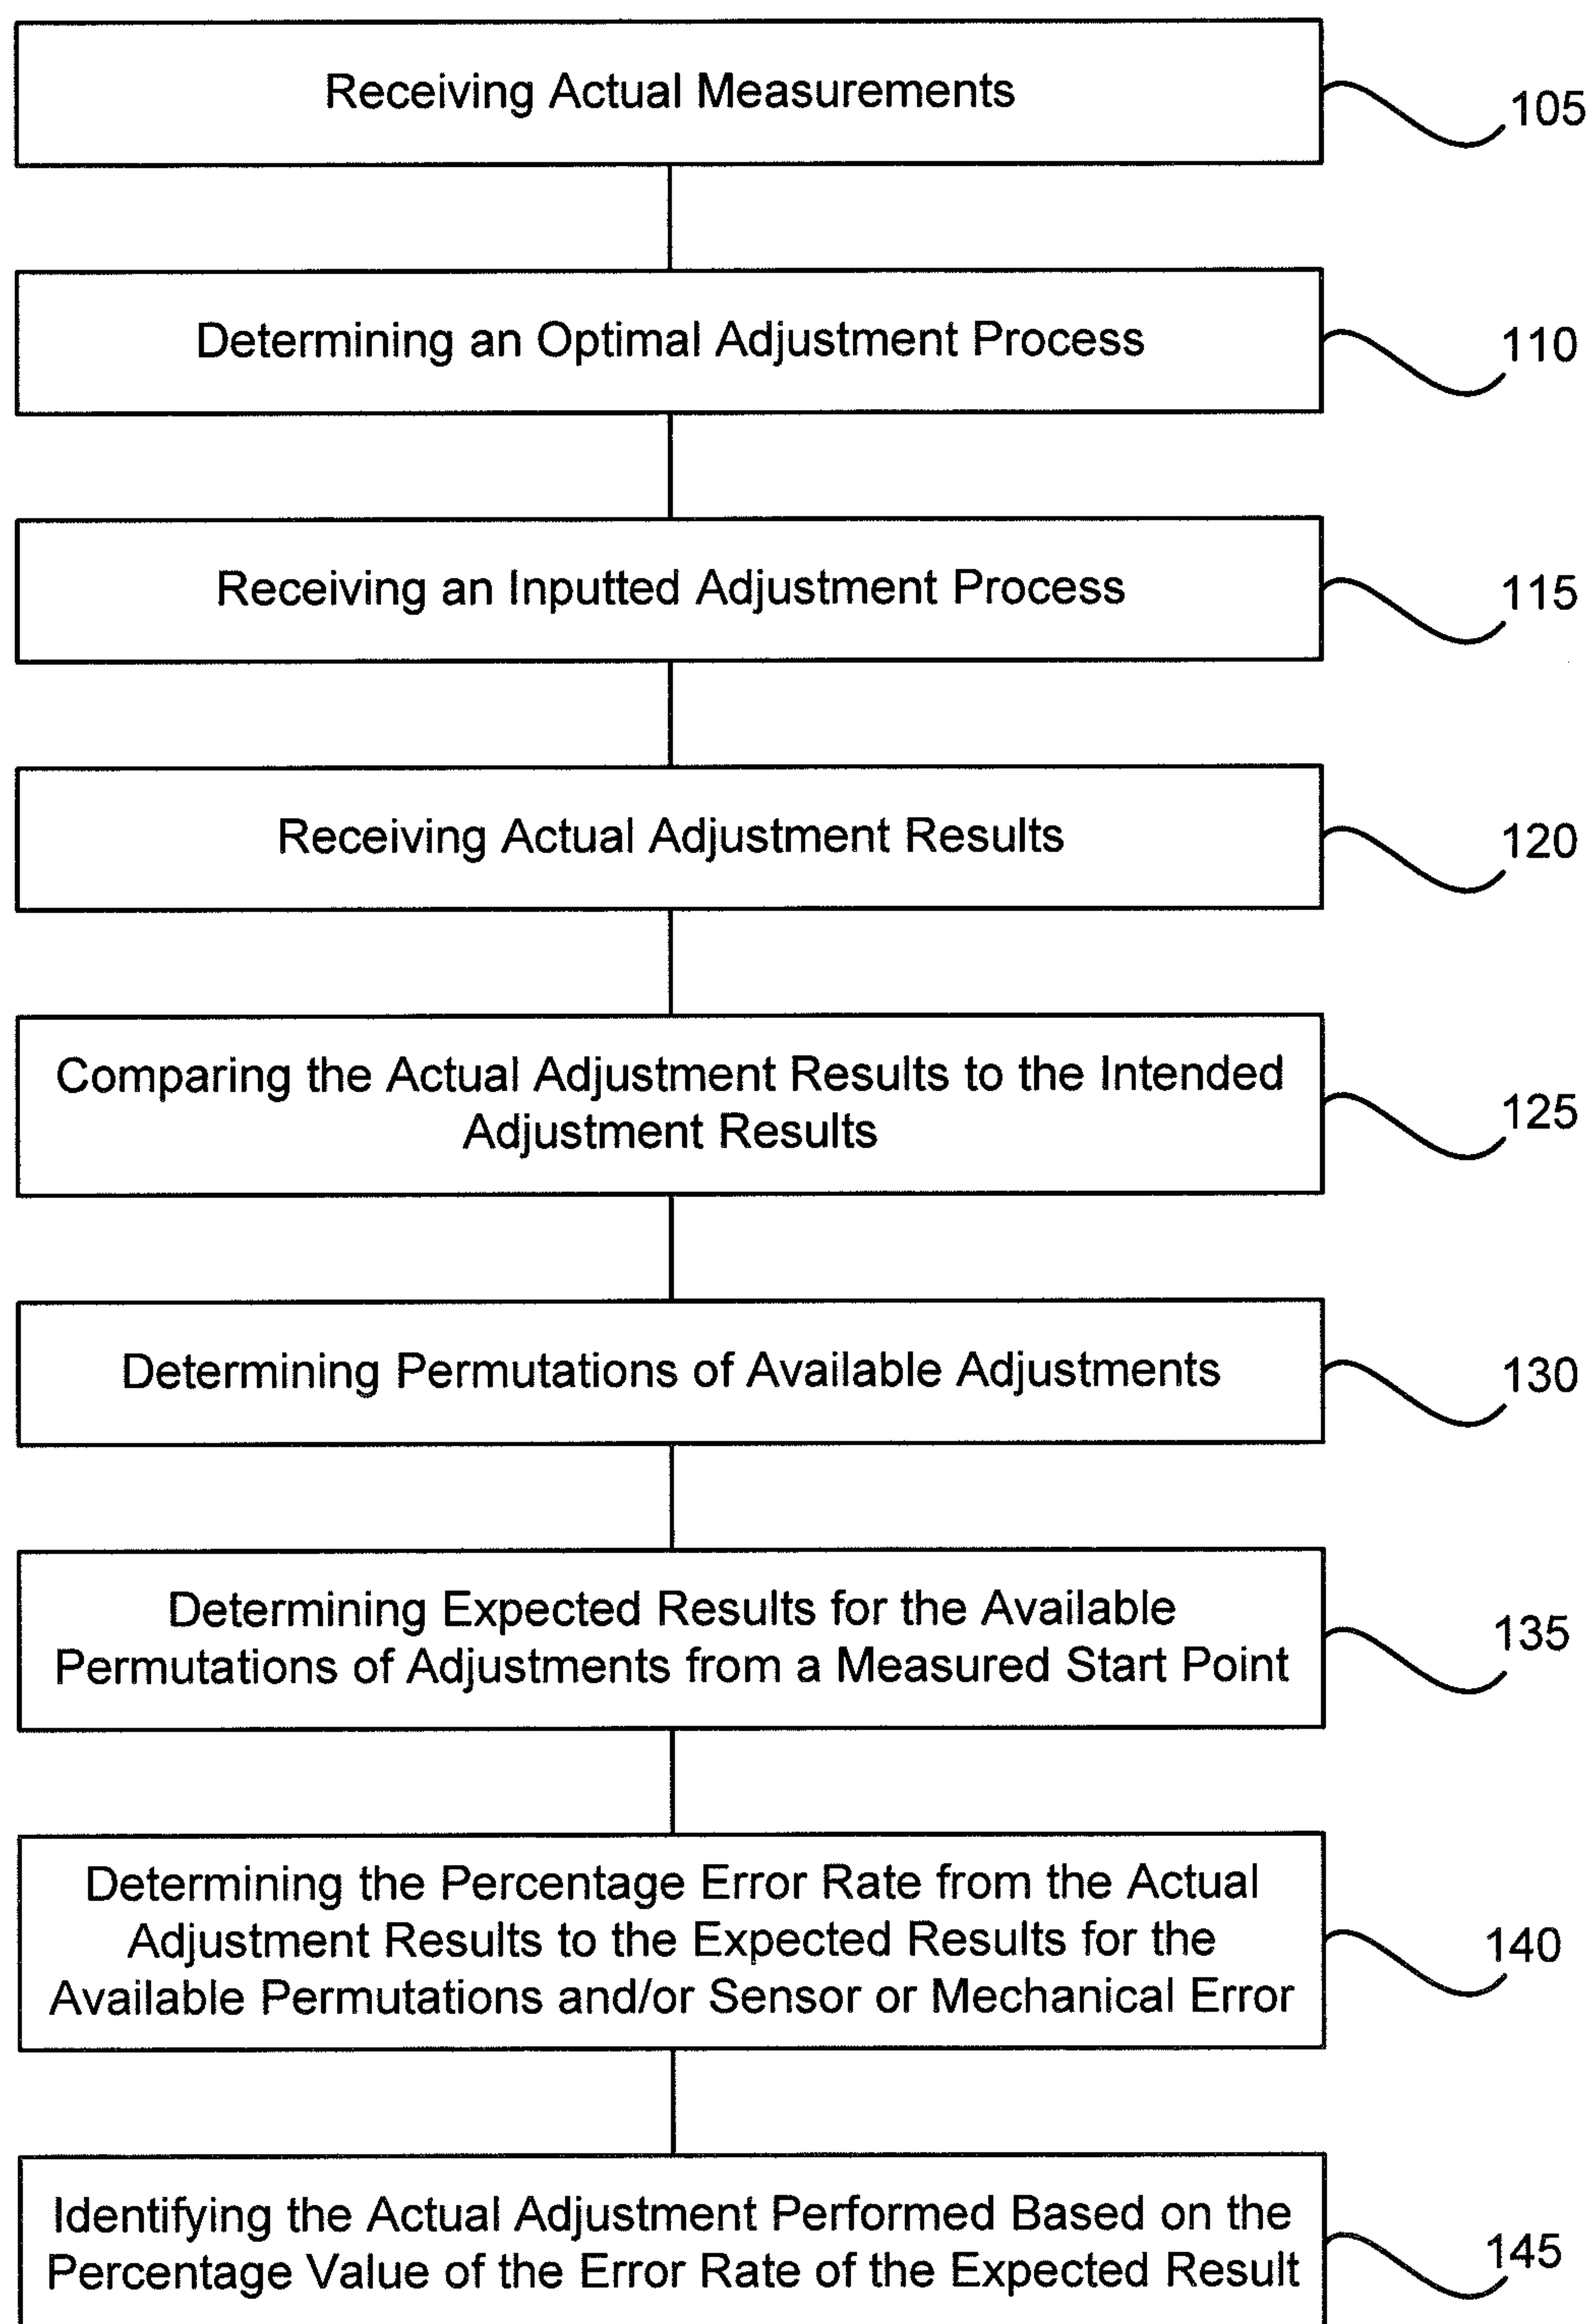 Receiving Actual Measurements
105
Determining an Optimal Adjustment Process
110
Receiving an Inputted Adjustment Process
115
Receiving Actual Adjustment Results
120
Comparing the Actual Adjustment Results to the Intended
Adjustment Results
125
Determining Permutations of Available Adjustments
130
Determining Expected Results for the Available
Permutations of Adjustments from a Measured Start Point
135
Determining the Percentage Error Rate from the Actual
Adjustment Results to the Expected Results for the
Available Permutations and/or Sensor or Mechanical Error
140
Identifying the Actual Adjustment Performed Based on the
Percentage Value of the Error Rate of the Expected Result
145